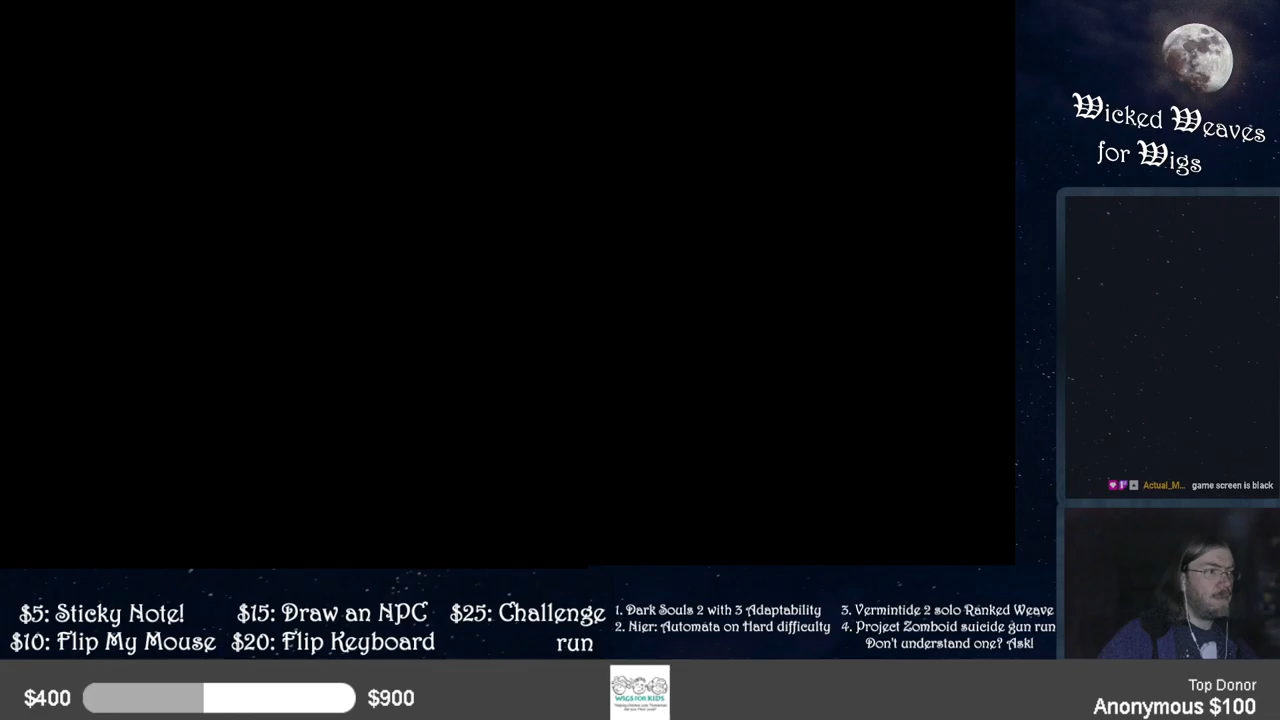 Wicked Weaves
for Wigs
Actual_M... game screen is black
$5: Sticky Note!
$10: Flip My Mouse
$15: Draw an NPC
$20: Flip Keyboard
$25: Challenge
run
1. Dark Souls 2 with 3 Adaptability
2. Nier: Automata on Hard difficulty
3. Vermintide 2 solo Ranked Weave
4. Project Zomboid suicide gun run
Don't understand one? Ask!
$400
$900
WIGS FOR KIDS
Top Donor
Anonymous $100